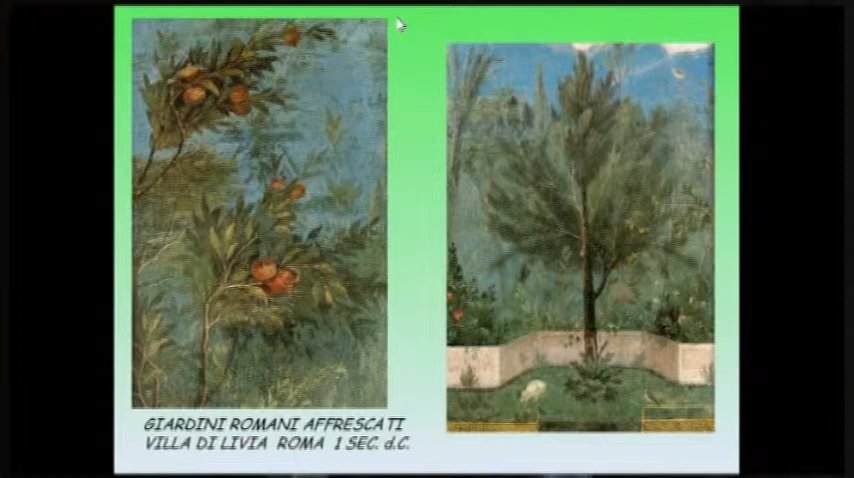 GIARDINI ROMANI AFFRESCATI
VILLA DI LIVIA ROMA 1 SEC. d.C.